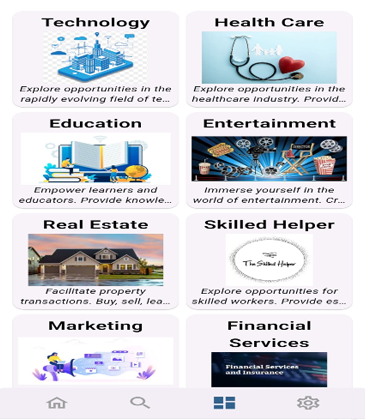 Technology
Explore opportunities in the
rapidly evolving field of te...
Health Care
Explore opportunities in the
healthcare industry. Provid...
Education
Empower learners and
educators. Provide knowle...
Entertainment
Immerse yourself in the
world of entertainment. Cr...
Real Estate
Facilitate property
transactions. Buy, sell, lea...
Skilled Helper
The Skilled Helper
Explore opportunities for
skilled workers. Provide es...
Marketing
Financial
Services
Financial Services
and Insurance